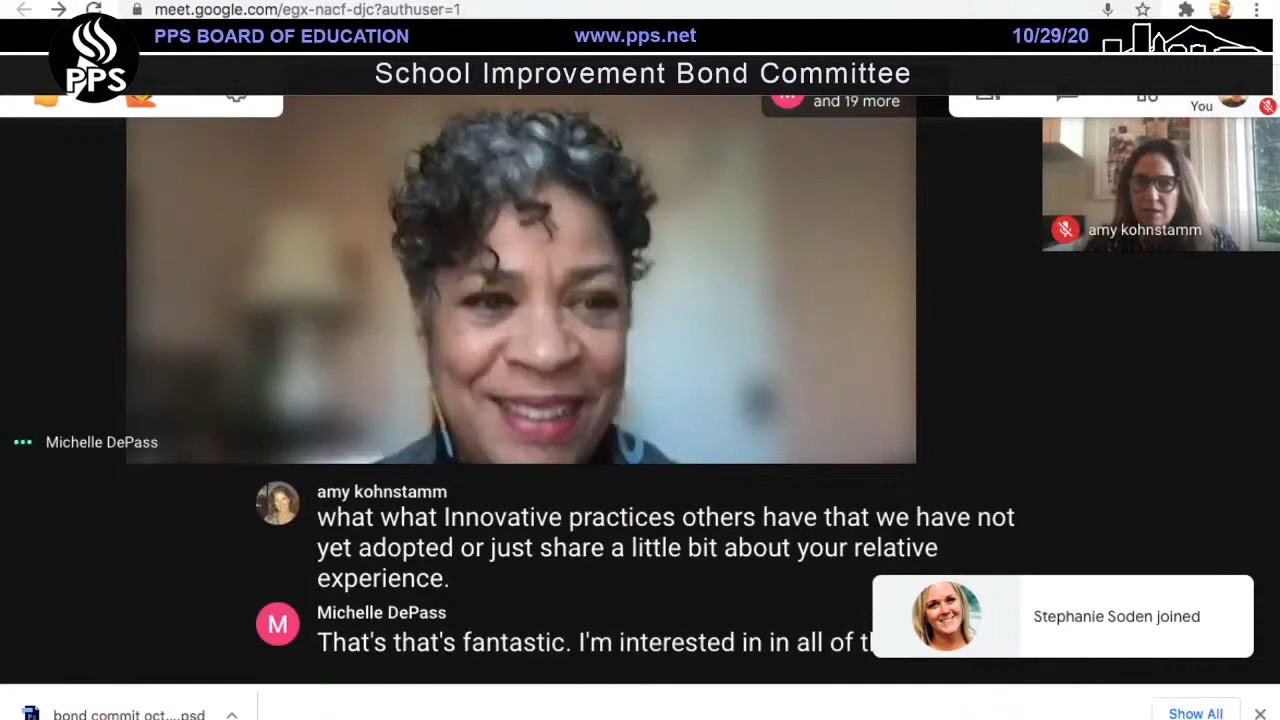 meet.google.com/egx-nacf-djc?authuser=1
PPS BOARD OF EDUCATION
www.pps.net
10/29/20
PPS
School Improvement Bond Committee
and 19 more
You
amy kohnstamm
Michelle DePass
amy kohnstamm
what what Innovative practices others have that we have not
yet adopted or just share a little bit about your relative
experience.
M
Michelle DePass
That's that's fantastic. I'm interested in in all of
Stephanie Soden joined
bond commit oct....psd
Show All